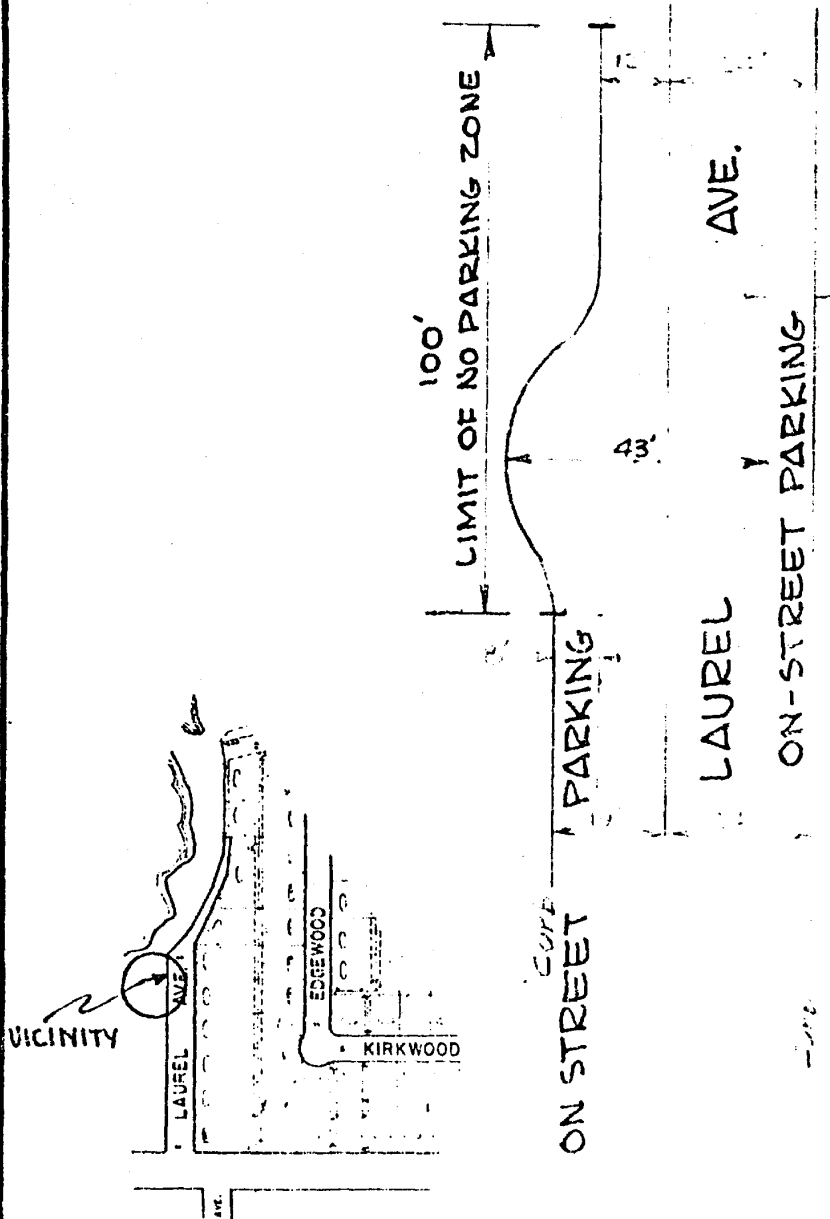 100'
LIMIT OF NO PARKING ZONE
43'
AVE.
LAUREL
ON-STREET PARKING
ON STREET PARKING
CURB
VICINITY
LAUREL AVE.
EDGEWOOD
KIRKWOOD
AVE.